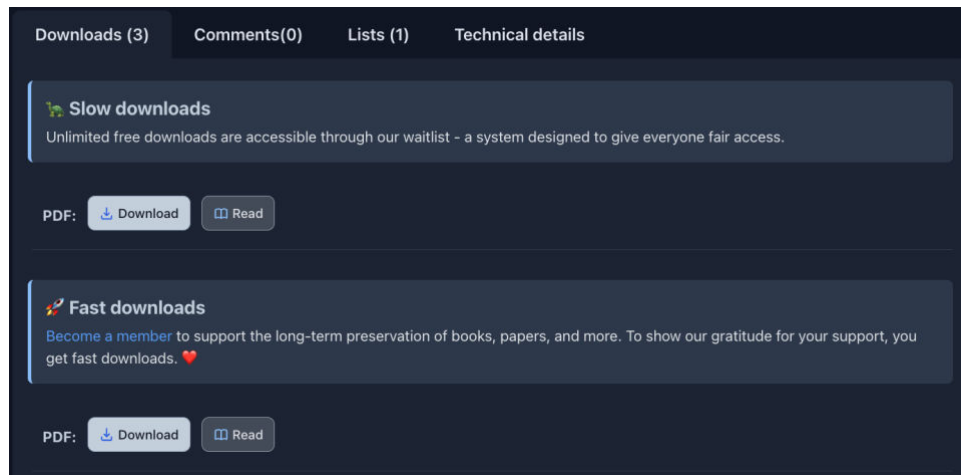 Downloads (3) Comments(0) Lists (1) Technical details
🐢 Slow downloads
Unlimited free downloads are accessible through our waitlist - a system designed to give everyone fair access.
PDF: Download Read
🚀 Fast downloads
Become a member to support the long-term preservation of books, papers, and more. To show our gratitude for your support, you
get fast downloads. ❤️
PDF: Download Read